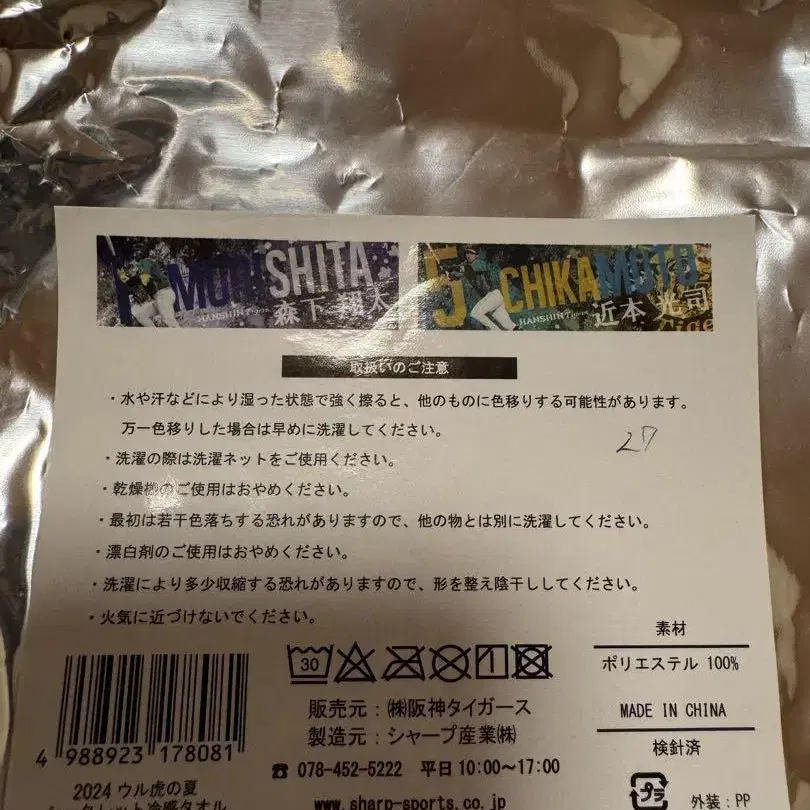 1 MORISHITA
HANSHIN Tigers 森下 翔太
5 CHIKAMOTO
HANSHIN Tigers 近本 光司
取扱いのご注意
・水や汗などにより湿った状態で強く擦ると、他のものに色移りする可能性があります。
万一色移りした場合は早めに洗濯してください。
27
・洗濯の際は洗濯ネットをご使用ください。
・乾燥機のご使用はおやめください。
・最初は若干色落ちする恐れがありますので、他の物とは別に洗濯してください。
・漂白剤のご使用はおやめください。
・洗濯により多少収縮する恐れがありますので、形を整え陰干ししてください。
・火気に近づけないでください。
素材
ポリエステル 100%
MADE IN CHINA
検針済
プラ
外装：PP
30
販売元：㈱阪神タイガース
製造元：シャープ産業㈱
☎ 078-452-5222 平日 10:00～17:00
www.sharp-sports.co.jp
4 988923 178081
2024 ウル虎の夏
冷感タオル